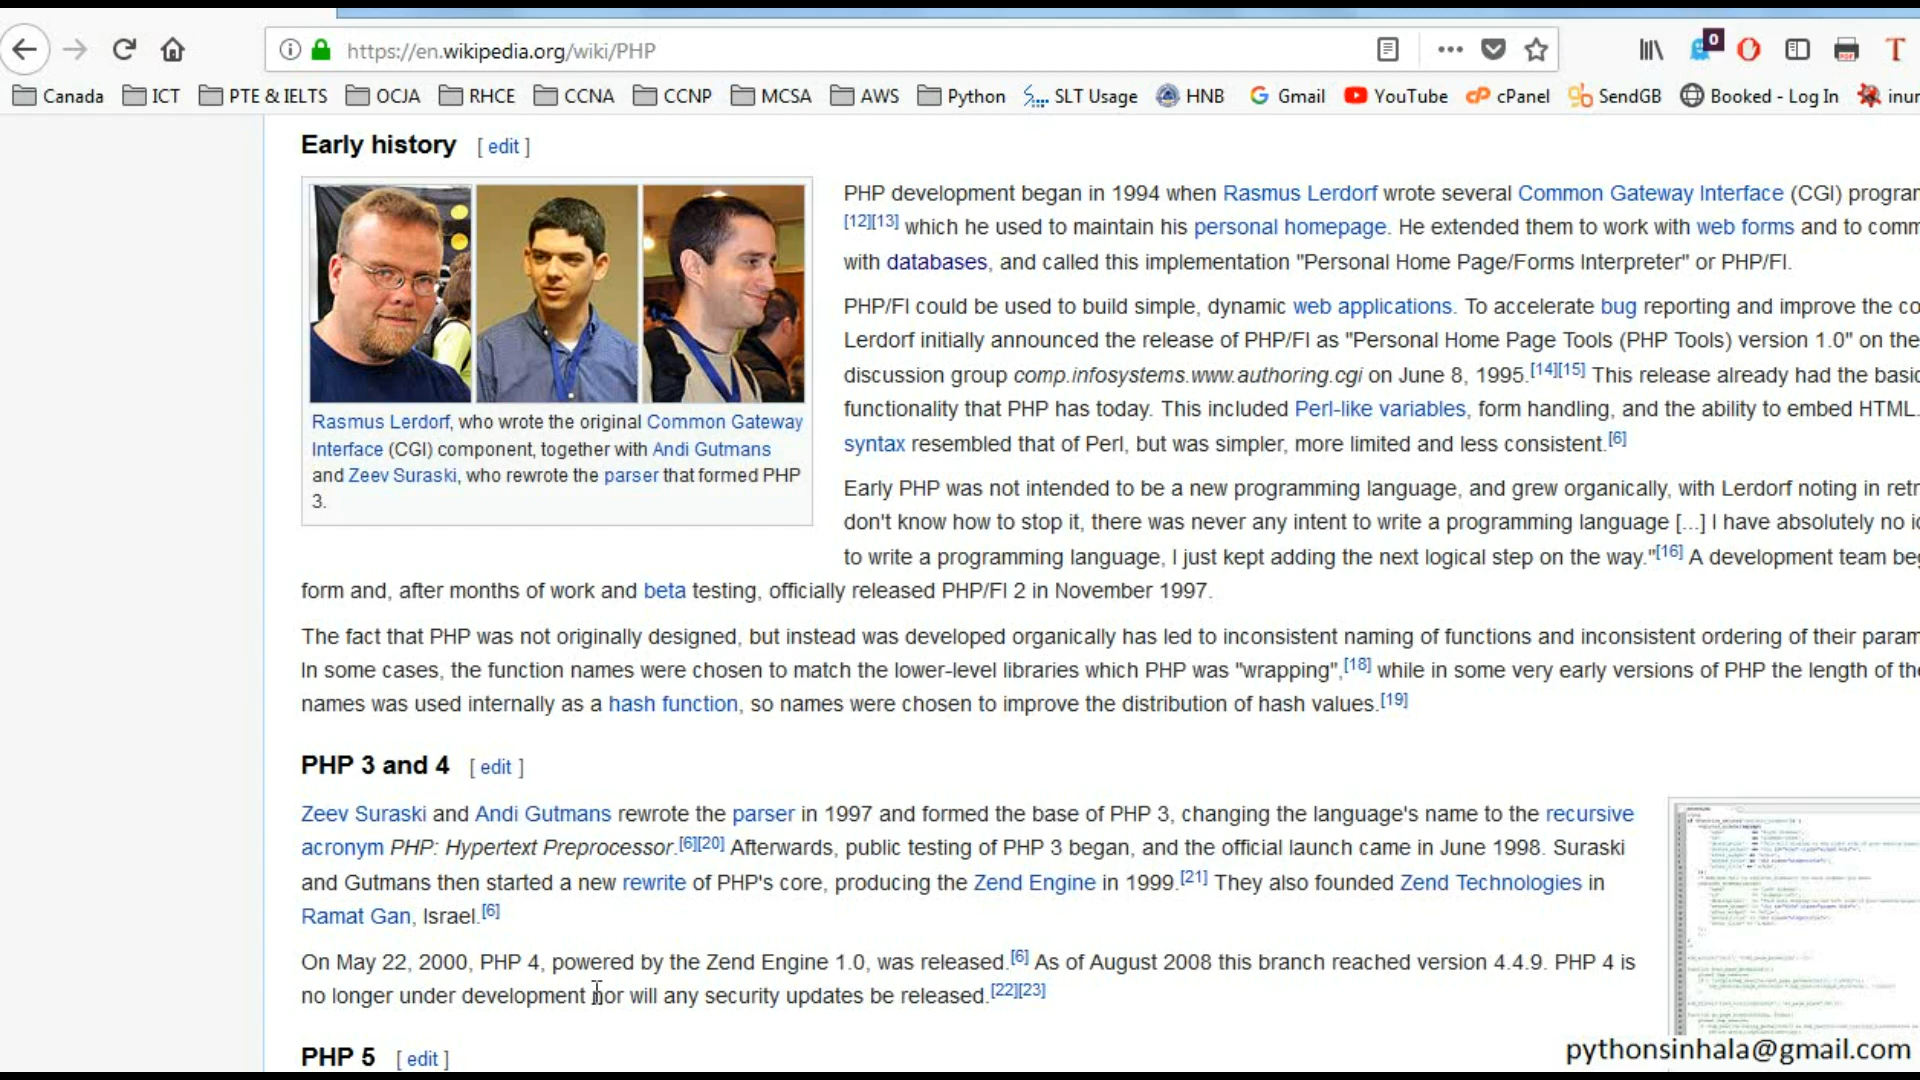 https://en.wikipedia.org/wiki/PHP
0
T
Canada ICT PTE & IELTS OCJA RHCE CCNA CCNP MCSA AWS Python SLT Usage HNB Gmail YouTube cPanel SendGB Booked - Log In inur
Early history [ edit ]
PHP development began in 1994 when Rasmus Lerdorf wrote several Common Gateway Interface (CGI) progran
[12][13] which he used to maintain his personal homepage. He extended them to work with web forms and to comm
with databases, and called this implementation "Personal Home Page/Forms Interpreter" or PHP/FI.
PHP/FI could be used to build simple, dynamic web applications. To accelerate bug reporting and improve the co
Lerdorf initially announced the release of PHP/FI as "Personal Home Page Tools (PHP Tools) version 1.0" on the
discussion group comp.infosystems.www.authoring.cgi on June 8, 1995.[14][15] This release already had the basic
functionality that PHP has today. This included Perl-like variables, form handling, and the ability to embed HTML.
syntax resembled that of Perl, but was simpler, more limited and less consistent.[6]
Rasmus Lerdorf, who wrote the original Common Gateway
Interface (CGI) component, together with Andi Gutmans
and Zeev Suraski, who rewrote the parser that formed PHP
3.
Early PHP was not intended to be a new programming language, and grew organically, with Lerdorf noting in retr
don't know how to stop it, there was never any intent to write a programming language [...] I have absolutely no i
to write a programming language, I just kept adding the next logical step on the way."[16] A development team beg
form and, after months of work and beta testing, officially released PHP/FI 2 in November 1997.
The fact that PHP was not originally designed, but instead was developed organically has led to inconsistent naming of functions and inconsistent ordering of their param
In some cases, the function names were chosen to match the lower-level libraries which PHP was "wrapping",[18] while in some very early versions of PHP the length of the
names was used internally as a hash function, so names were chosen to improve the distribution of hash values.[19]
PHP 3 and 4 [ edit ]
Zeev Suraski and Andi Gutmans rewrote the parser in 1997 and formed the base of PHP 3, changing the language's name to the recursive
acronym PHP: Hypertext Preprocessor.[6][20] Afterwards, public testing of PHP 3 began, and the official launch came in June 1998. Suraski
and Gutmans then started a new rewrite of PHP's core, producing the Zend Engine in 1999.[21] They also founded Zend Technologies in
Ramat Gan, Israel.[6]
On May 22, 2000, PHP 4, powered by the Zend Engine 1.0, was released.[6] As of August 2008 this branch reached version 4.4.9. PHP 4 is
no longer under development nor will any security updates be released.[22][23]
PHP 5 [ edit ]
pythonsinhala@gmail.com